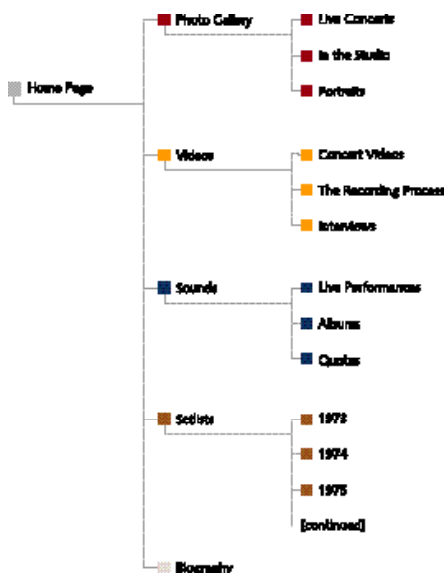 Home Page
Photo Gallery
Live Concerts
In the Studio
Portraits
Videos
Concert Videos
The Recording Process
Interviews
Sounds
Live Performances
Albums
Quotes
Setlists
1973
1974
1975
[continued]
Biography